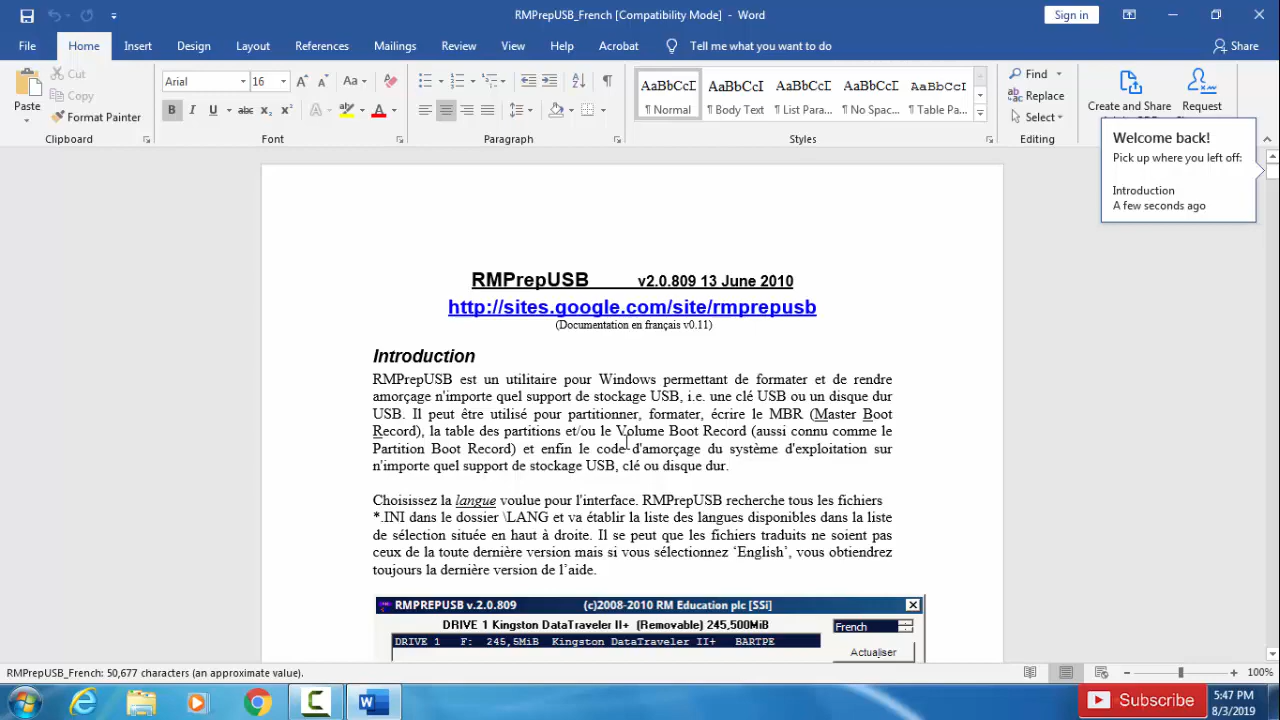 RMPrepUSB_French [Compatibility Mode] - Word
Sign in
File Home Insert Design Layout References Mailings Review View Help Acrobat Tell me what you want to do Share
Paste
Cut
Copy
Format Painter
Clipboard
Arial 16
Aa
B I U abc x₂ x²
A
Font
Paragraph
AaBbCcI AaBbCcI AaBbCcI AaBbCcI AaBbCcI
¶ Normal ¶ Body Text ¶ List Para... ¶ No Spac... ¶ Table Pa...
Styles
Find
Replace
Select
Editing
Create and Share
Request
Welcome back!
Pick up where you left off:
Introduction
A few seconds ago
RMPrepUSB v2.0.809 13 June 2010
http://sites.google.com/site/rmprepusb
(Documentation en français v0.11)
Introduction
RMPrepUSB est un utilitaire pour Windows permettant de formater et de rendre
amorçage n'importe quel support de stockage USB, i.e. une clé USB ou un disque dur
USB. Il peut être utilisé pour partitionner, formater, écrire le MBR (Master Boot
Record), la table des partitions et/ou le Volume Boot Record (aussi connu comme le
Partition Boot Record) et enfin le code d'amorçage du système d'exploitation sur
n'importe quel support de stockage USB, clé ou disque dur.
Choisissez la langue voulue pour l'interface. RMPrepUSB recherche tous les fichiers
*.INI dans le dossier \LANG et va établir la liste des langues disponibles dans la liste
de sélection située en haut à droite. Il se peut que les fichiers traduits ne soient pas
ceux de la toute dernière version mais si vous sélectionnez ‘English’, vous obtiendrez
toujours la dernière version de l’aide.
RMPREPUSB v.2.0.809 (c)2008-2010 RM Education plc [SSi]
DRIVE 1 Kingston DataTraveler II+ (Removable) 245,500MiB
French
DRIVE 1 F: 245,5MiB Kingston DataTraveler II+ BARTPE
Actualiser
RMPrepUSB_French: 50,677 characters (an approximate value).
100%
Subscribe
5:47 PM
8/3/2019